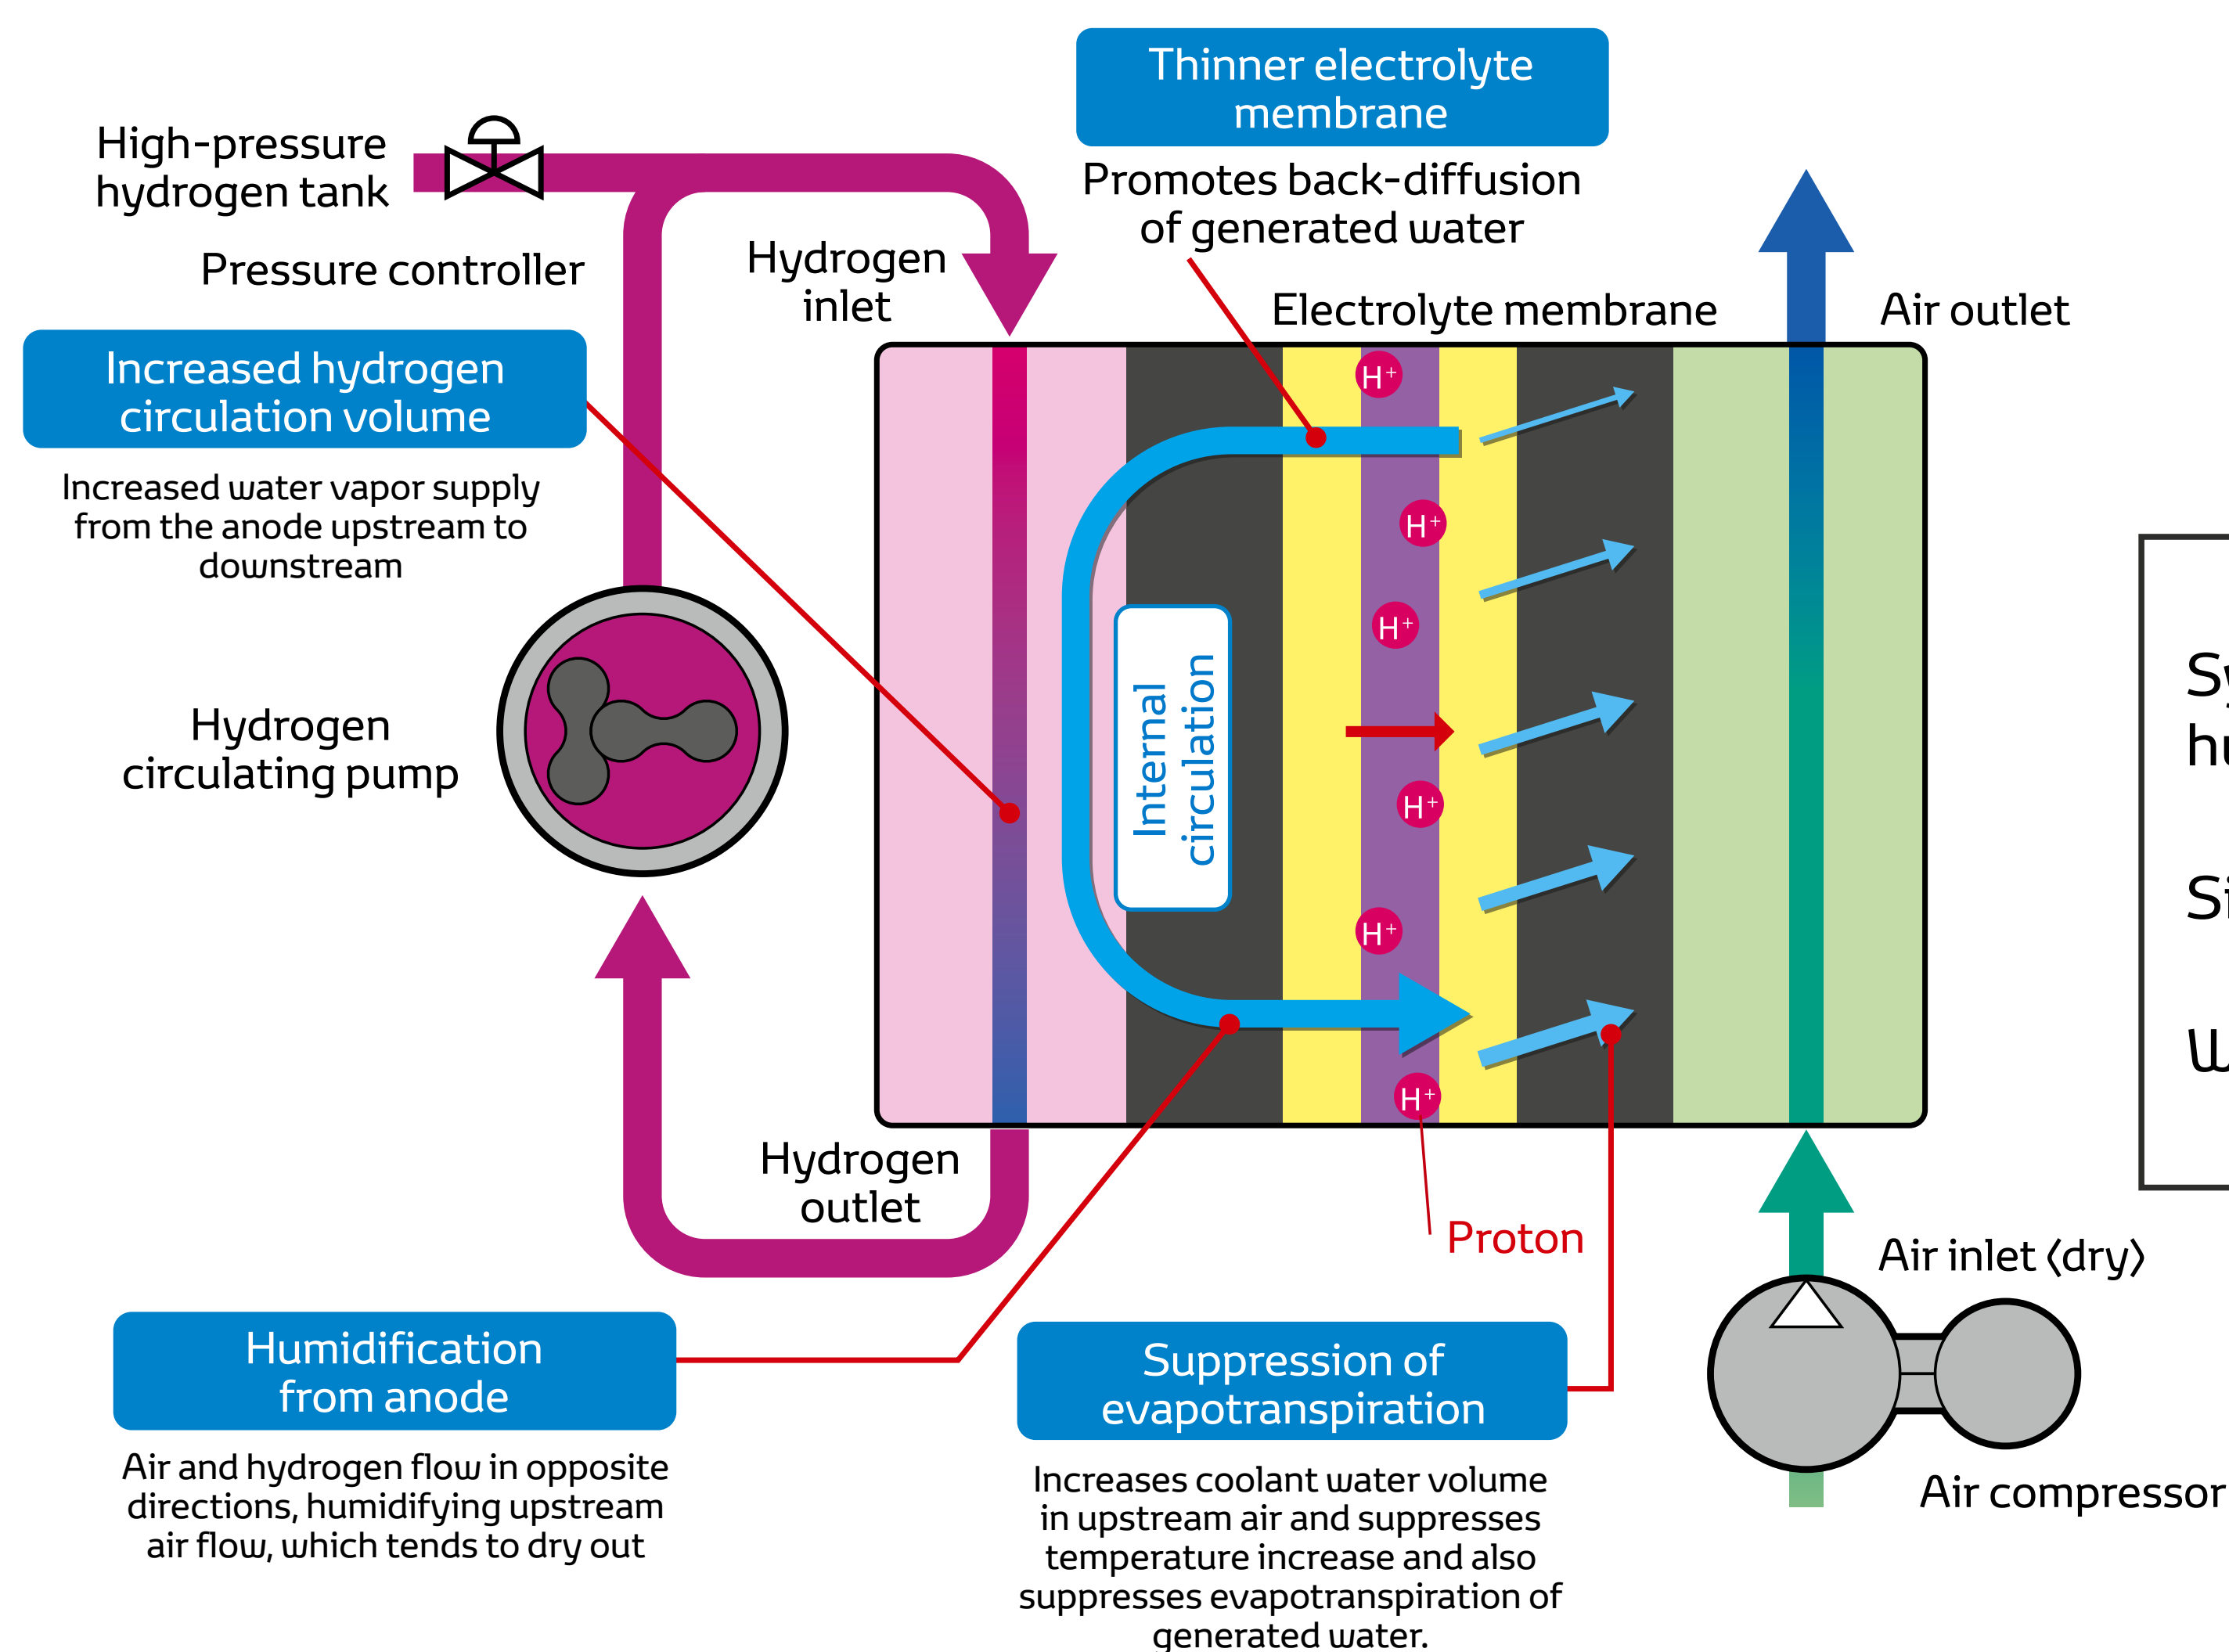 Thinner electrolyte
membrane
Promotes back-diffusion
of generated water
High-pressure
hydrogen tank
Pressure controller
Hydrogen
inlet
Electrolyte membrane
Air outlet
Increased hydrogen
circulation volume
Increased water vapor supply
from the anode upstream to
downstream
H+
H+
H+
H+
H+
H+
Internal
circulation
Hydrogen
circulating pump
Hydrogen
outlet
Proton
Air inlet 〈dry〉
Air compressor
Humidification
from anode
Air and hydrogen flow in opposite
directions, humidifying upstream
air flow, which tends to dry out
Suppression of
evapotranspiration
Increases coolant water volume
in upstream air and suppresses
temperature increase and also
suppresses evapotranspiration of
generated water.